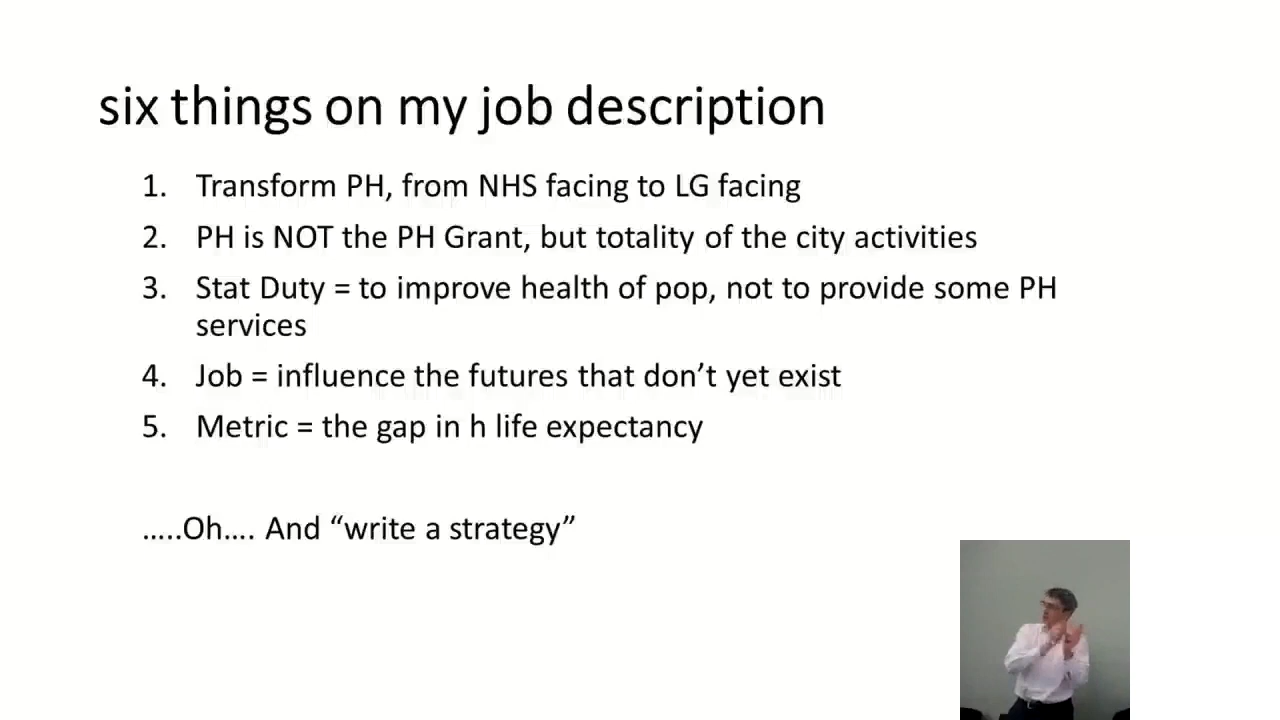 six things on my job description
1. Transform PH, from NHS facing to LG facing
2. PH is NOT the PH Grant, but totality of the city activities
3. Stat Duty = to improve health of pop, not to provide some PH
services
4. Job = influence the futures that don’t yet exist
5. Metric = the gap in h life expectancy
…..Oh…. And “write a strategy”